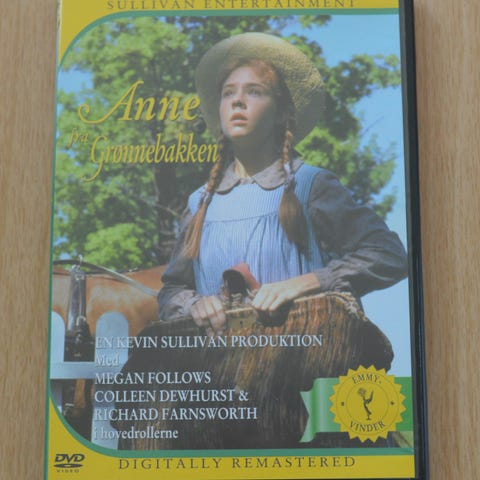 SULLIVAN ENTERTAINMENT
Anne
fra
Grønnebakken
EN KEVIN SULLIVAN PRODUKTION
Med
MEGAN FOLLOWS
COLLEEN DEWHURST &
RICHARD FARNSWORTH
i hovedrollerne
EMMY
VINDER
DVD
VIDEO
DIGITALLY REMASTERED